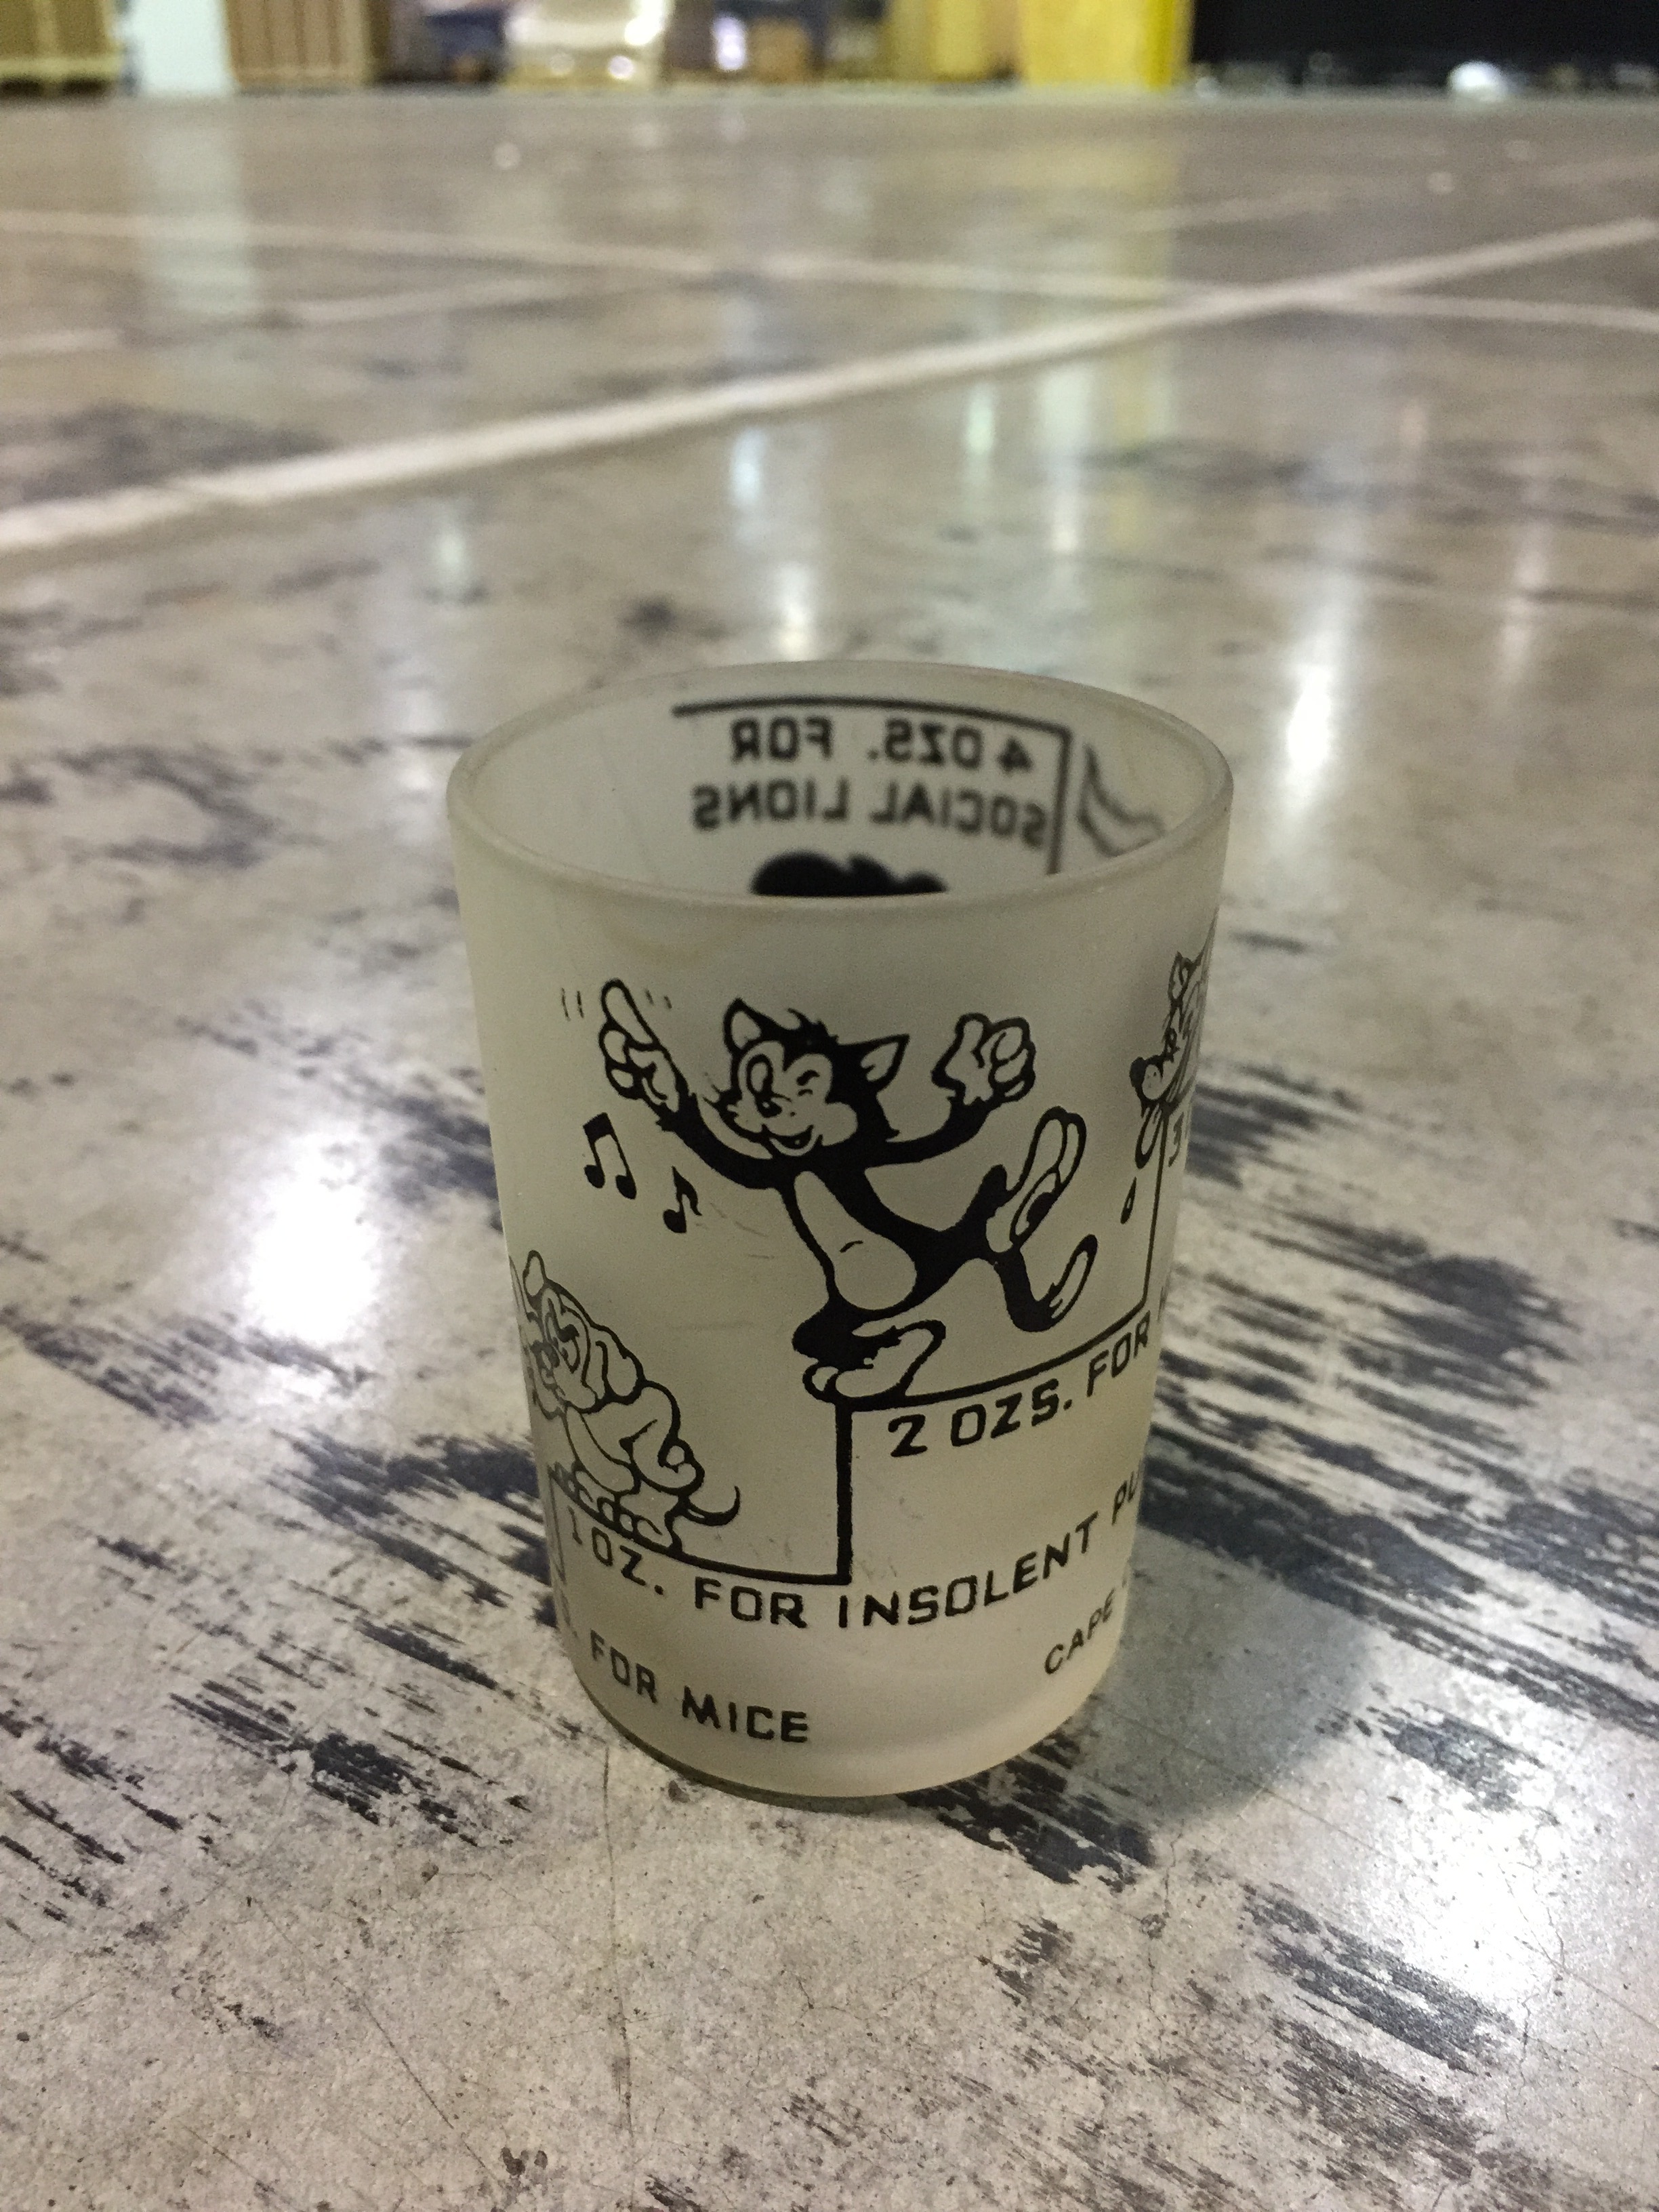 4 OZS. FOR
SOCIAL LIONS
2 OZS. FOR
1 OZ. FOR INSOLENT
FOR MICE
CAPE